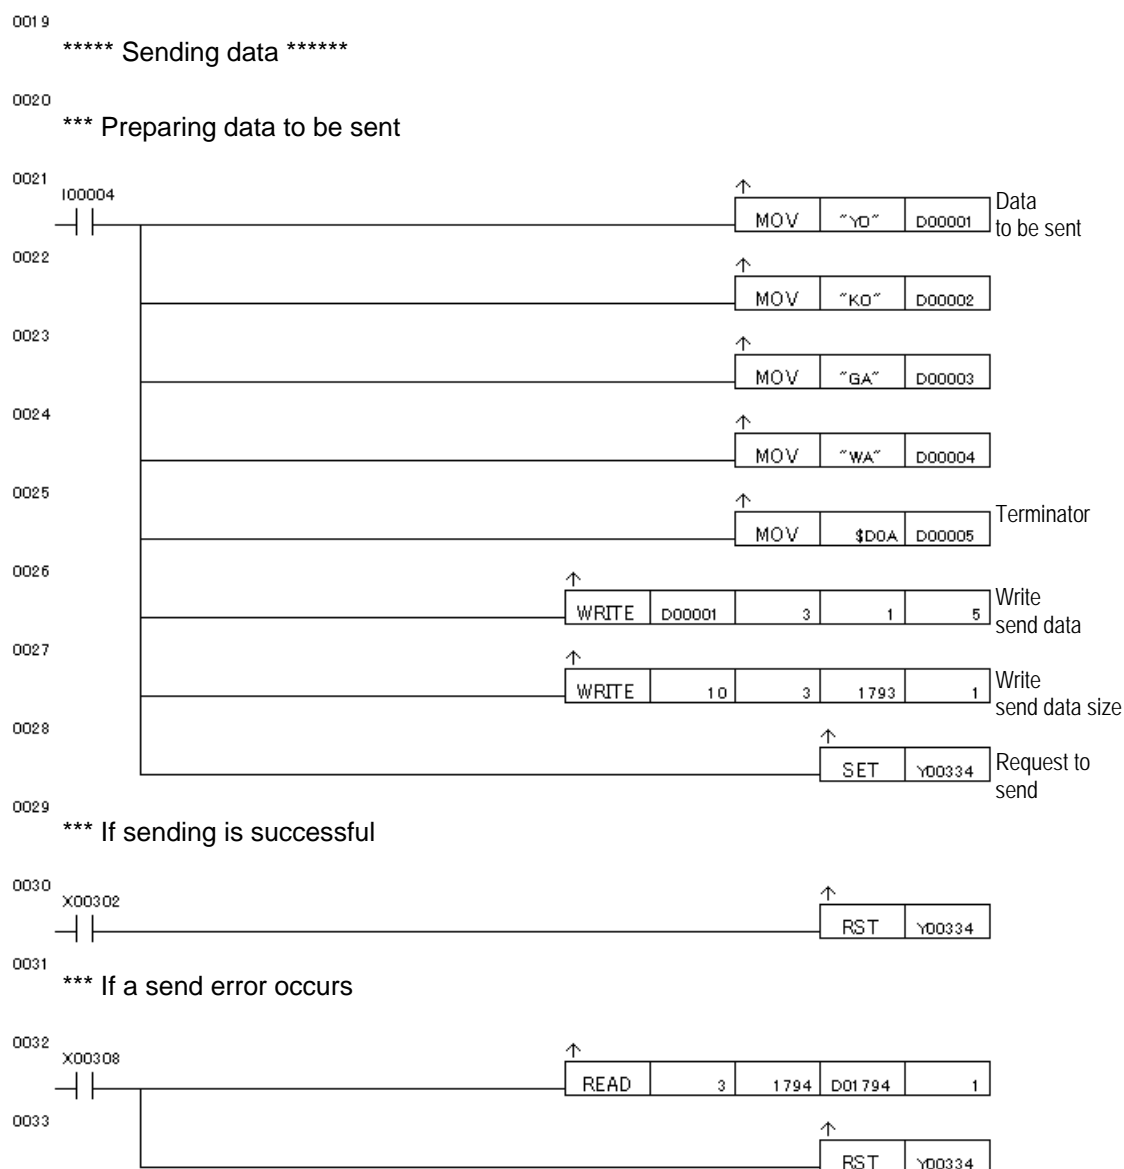 0019
***** Sending data ******
0020
*** Preparing data to be sent
0021
I00004
MOV "YO" D00001
Data
to be sent
0022
MOV "KO" D00002
0023
MOV "GA" D00003
0024
MOV "WA" D00004
0025
MOV $D0A D00005
Terminator
0026
WRITE D00001 3 1 5
Write
send data
0027
WRITE 10 3 1793 1
Write
send data size
0028
SET Y00334
Request to
send
0029
*** If sending is successful
0030
X00302
RST Y00334
0031
*** If a send error occurs
0032
X00308
READ 3 1794 D01794 1
0033
RST Y00334